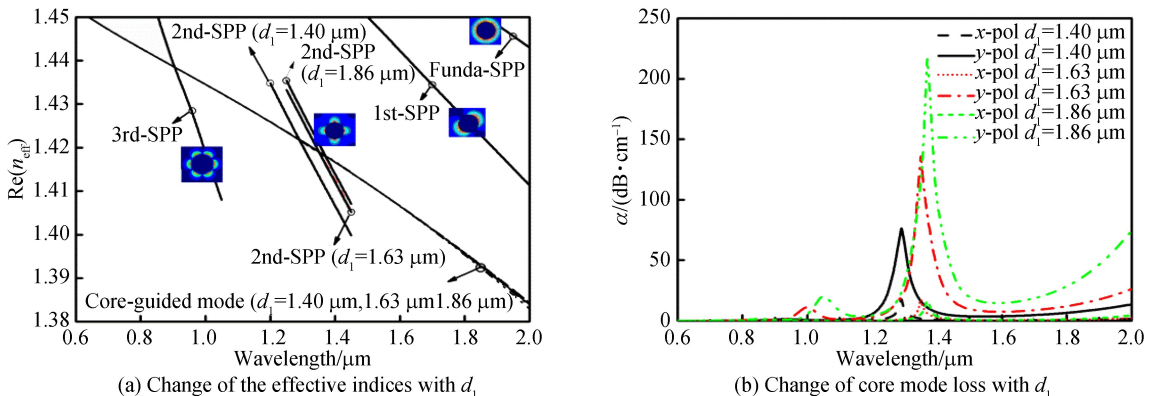 1.45
1.44
1.43
1.42
1.41
1.40
1.39
1.38
Re(n_eff)
2nd-SPP (d₁=1.40 μm)
2nd-SPP
(d₁=1.86 μm)
Funda-SPP
1st-SPP
3rd-SPP
2nd-SPP (d₁=1.63 μm)
Core-guided mode (d₁=1.40 μm,1.63 μm1.86 μm)
0.6 0.8 1.0 1.2 1.4 1.6 1.8 2.0
Wavelength/μm
(a) Change of the effective indices with d₁
250
200
150
100
50
0
α/(dB·cm⁻¹)
x-pol d₁=1.40 μm
y-pol d₁=1.40 μm
x-pol d₁=1.63 μm
y-pol d₁=1.63 μm
x-pol d₁=1.86 μm
y-pol d₁=1.86 μm
0.6 0.8 1.0 1.2 1.4 1.6 1.8 2.0
Wavelength/μm
(b) Change of core mode loss with d₁